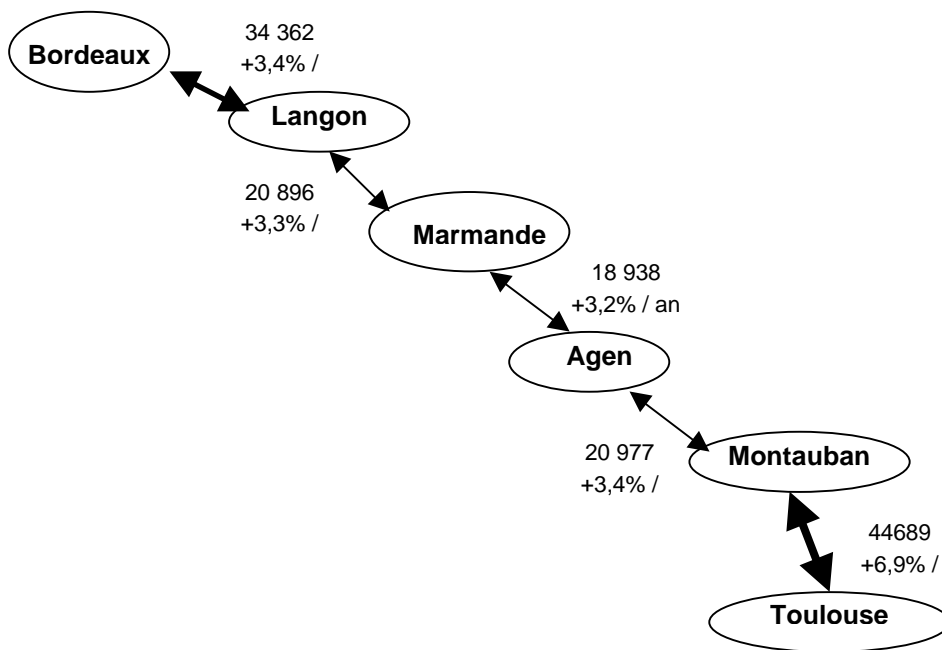 34 362
+3,4% /
Bordeaux
Langon
20 896
+3,3% /
Marmande
18 938
+3,2% / an
Agen
20 977
+3,4% /
Montauban
44689
+6,9% /
Toulouse